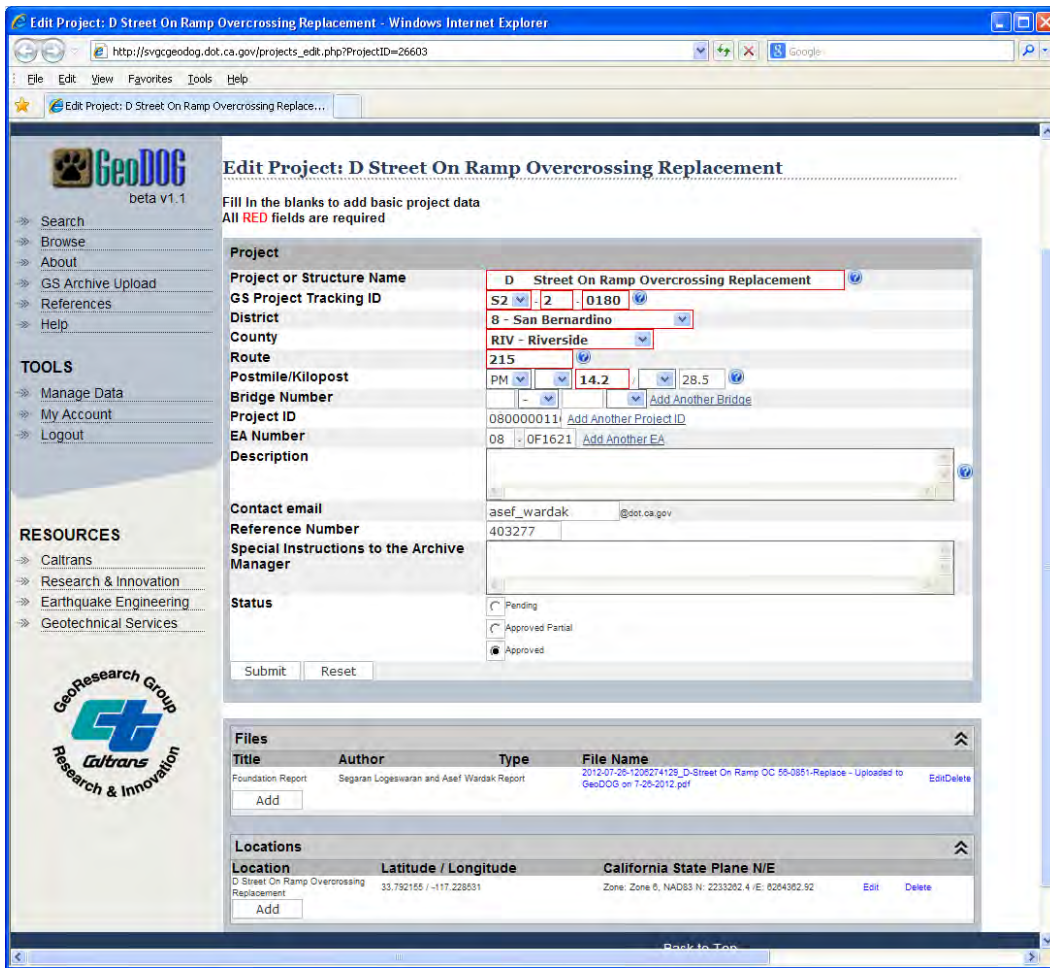 Edit Project: D Street On Ramp Overcrossing Replacement - Windows Internet Explorer
http://svgcgeodog.dot.ca.gov/projects_edit.php?ProjectID=26603
Google
File Edit View Favorites Tools Help
Edit Project: D Street On Ramp Overcrossing Replace...
GeoDOG
beta v1.1
Search
Browse
About
GS Archive Upload
References
Help
TOOLS
Manage Data
My Account
Logout
RESOURCES
Caltrans
Research & Innovation
Earthquake Engineering
Geotechnical Services
GeoResearch Group
ct
Caltrans
Research & Innovation
Edit Project: D Street On Ramp Overcrossing Replacement
Fill In the blanks to add basic project data
All RED fields are required
Project
Project or Structure Name D Street On Ramp Overcrossing Replacement
GS Project Tracking ID S2 - 2 - 0180
District 8 - San Bernardino
County RIV - Riverside
Route 215
Postmile/Kilopost PM 14.2 / 28.5
Bridge Number - Add Another Bridge
Project ID 080000011 Add Another Project ID
EA Number 08 - 0F1621 Add Another EA
Description
Contact email asef_wardak @dot.ca.gov
Reference Number 403277
Special Instructions to the Archive
Manager
Status
Pending
Approved Partial
Approved
Submit Reset
Files
Title Author Type File Name
Foundation Report Segaran Logeswaran and Asef Wardak Report 2012-07-26-1206274129_D-Street On Ramp OC 56-0851-Replace - Uploaded to
GeoDOG on 7-26-2012.pdf
EditDelete
Add
Locations
Location Latitude / Longitude California State Plane N/E
D Street On Ramp Overcrossing
Replacement
33.792155 / -117.228531 Zone: Zone 6, NAD83 N: 2233262.4 /E: 6264362.92 Edit Delete
Add
Back to Top